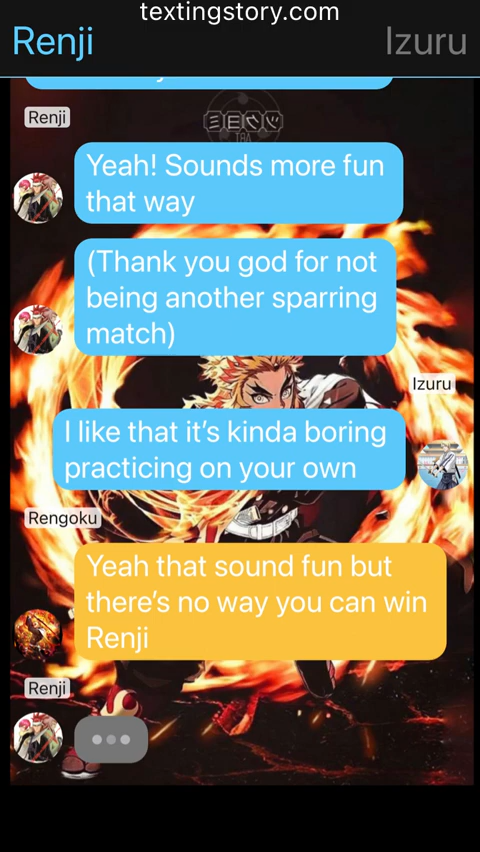 textingstory.com
Renji
Izuru
Renji
Yeah! Sounds more fun
that way
(Thank you god for not
being another sparring
match)
Izuru
I like that it's kinda boring
practicing on your own
Rengoku
Yeah that sound fun but
there's no way you can win
Renji
Renji